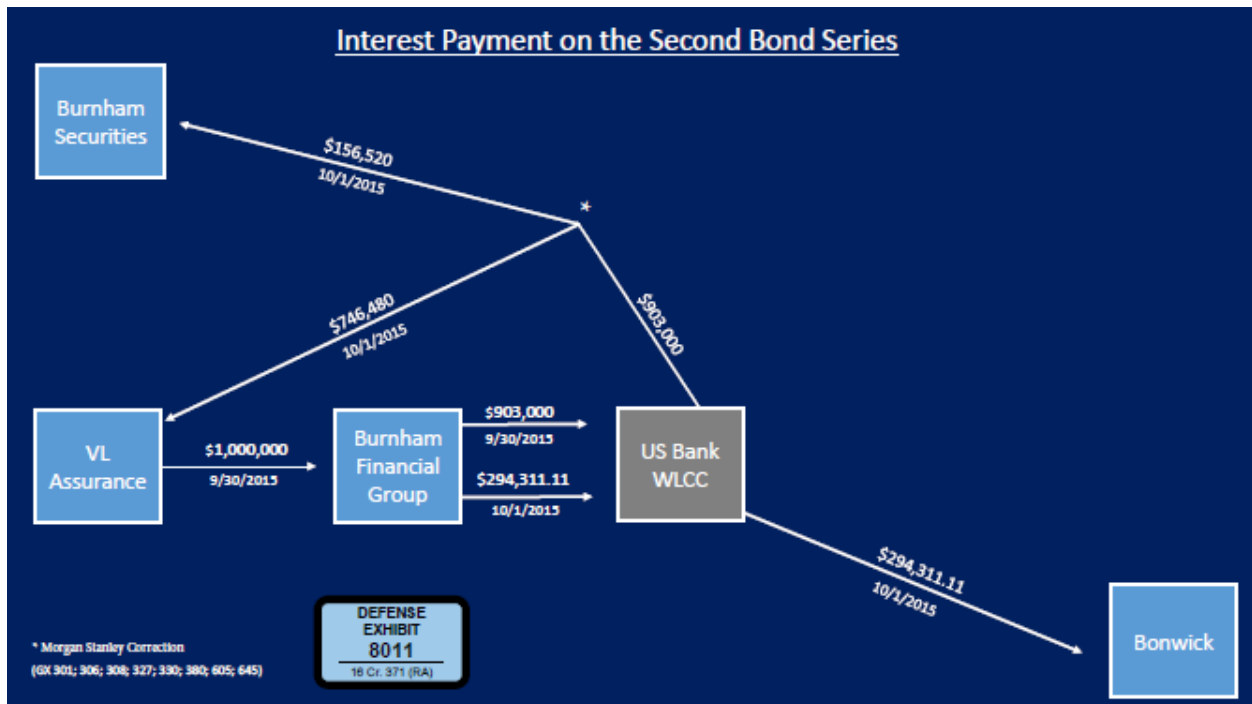 Interest Payment on the Second Bond Series
Burnham
Securities
$156,520
10/1/2015
*
$746,480
10/1/2015
$903,000
VL
Assurance
$1,000,000
9/30/2015
Burnham
Financial
Group
$903,000
9/30/2015
$294,311.11
10/1/2015
US Bank
WLCC
$294,311.11
10/1/2015
Bonwick
DEFENSE
EXHIBIT
8011
16 Cr. 371 (RA)
* Morgan Stanley Correction
(GX 301; 306; 308; 327; 330; 380; 605; 645)